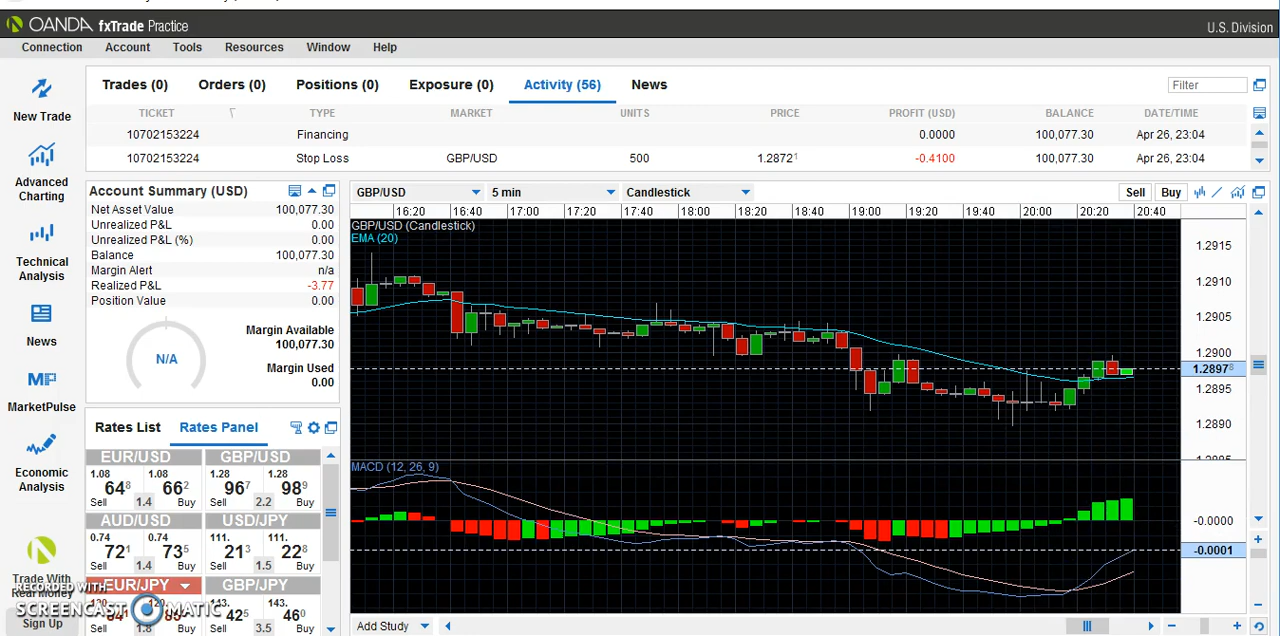 OANDA fxTrade Practice
U.S. Division
Connection Account Tools Resources Window Help
New Trade
Advanced Charting
Technical Analysis
News
MarketPulse
Economic Analysis
Trade With
Real Money
Sign Up
Trades (0) Orders (0) Positions (0) Exposure (0) Activity (56) News
Filter
TICKET TYPE MARKET UNITS PRICE PROFIT (USD) BALANCE DATE/TIME
10702153224 Financing 0.0000 100,077.30 Apr 26, 23:04
10702153224 Stop Loss GBP/USD 500 1.2872¹ -0.4100 100,077.30 Apr 26, 23:04
Account Summary (USD)
Net Asset Value 100,077.30
Unrealized P&L 0.00
Unrealized P&L (%) 0.00
Balance 100,077.30
Margin Alert n/a
Realized P&L -3.77
Position Value 0.00
N/A
Margin Available
100,077.30
Margin Used
0.00
Rates List Rates Panel
EUR/USD GBP/USD
1.08 1.08 1.28 1.28
64⁸ 66² 96⁷ 98⁹
Sell 1.4 Buy Sell 2.2 Buy
AUD/USD USD/JPY
0.74 0.74 111. 111.
72¹ 73⁵ 21³ 22⁸
Sell 1.4 Buy Sell 1.5 Buy
EUR/JPY GBP/JPY
143. 143.
42⁵ 46⁰
Sell 1.8 Buy Sell 3.5 Buy
RECORDED WITH
SCREENCAST MATIC
GBP/USD 5 min Candlestick Sell Buy
16:20 16:40 17:00 17:20 17:40 18:00 18:20 18:40 19:00 19:20 19:40 20:00 20:20 20:40
GBP/USD (Candlestick)
EMA (20)
1.2915
1.2910
1.2905
1.2900
1.2897⁸
1.2895
1.2890
1.2885
MACD (12, 26, 9)
-0.0000
-0.0001
Add Study